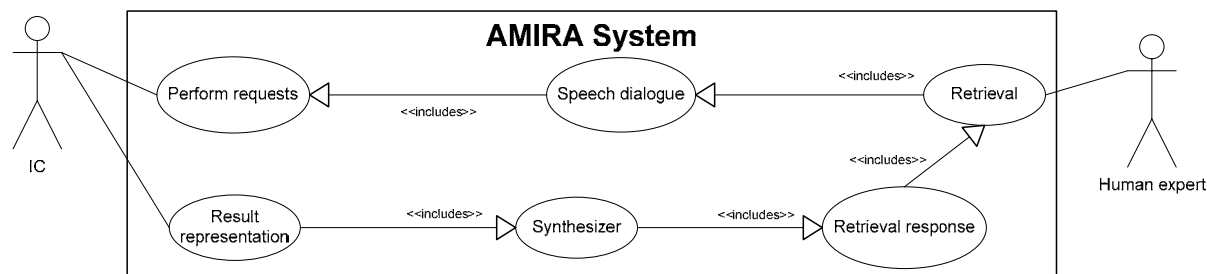 AMIRA System
Perform requests
<<includes>>
Speech dialogue
<<includes>>
Retrieval
IC
Human expert
<<includes>>
Result
representation
<<includes>>
Synthesizer
<<includes>>
Retrieval response